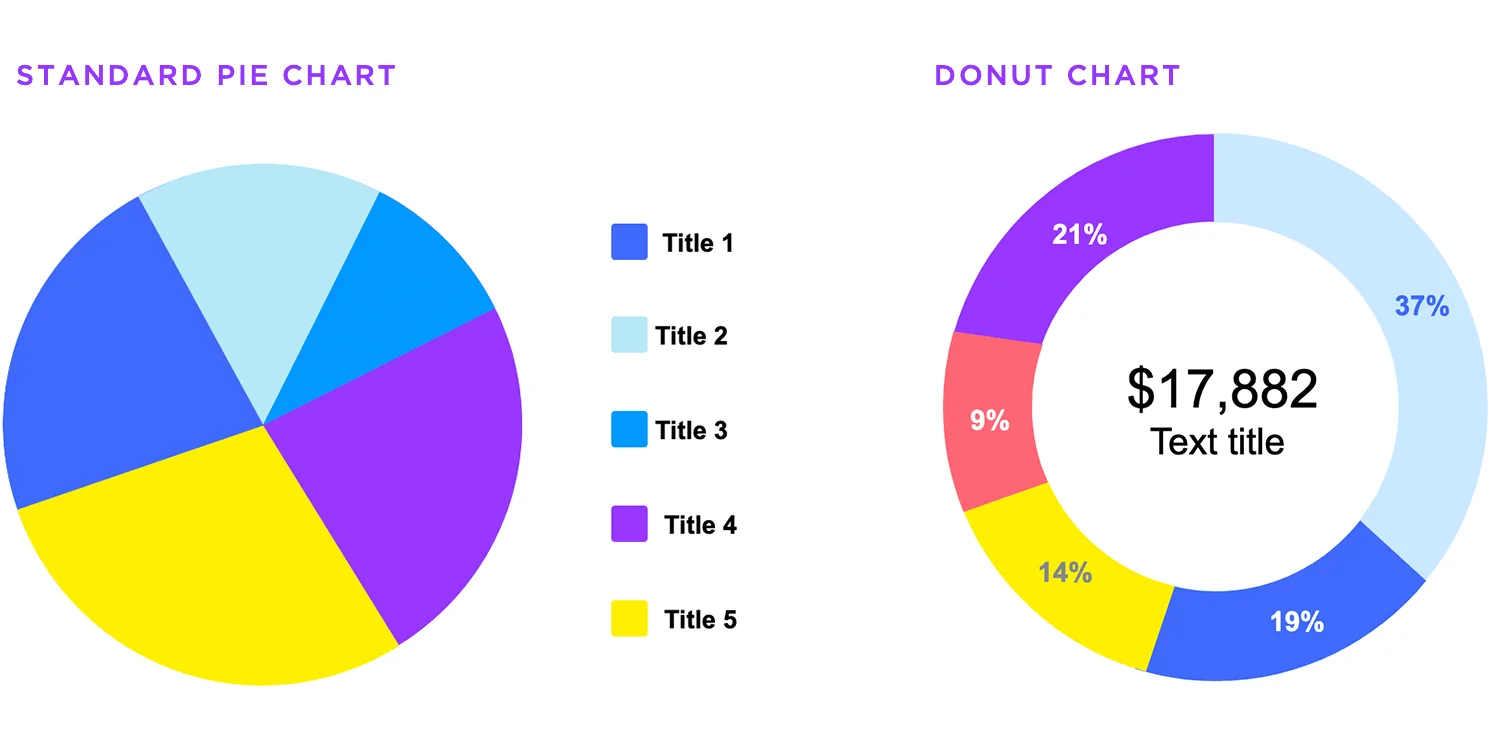 STANDARD PIE CHART
Title 1
Title 2
Title 3
Title 4
Title 5
DONUT CHART
21%
37%
9%
$17,882
Text title
14%
19%